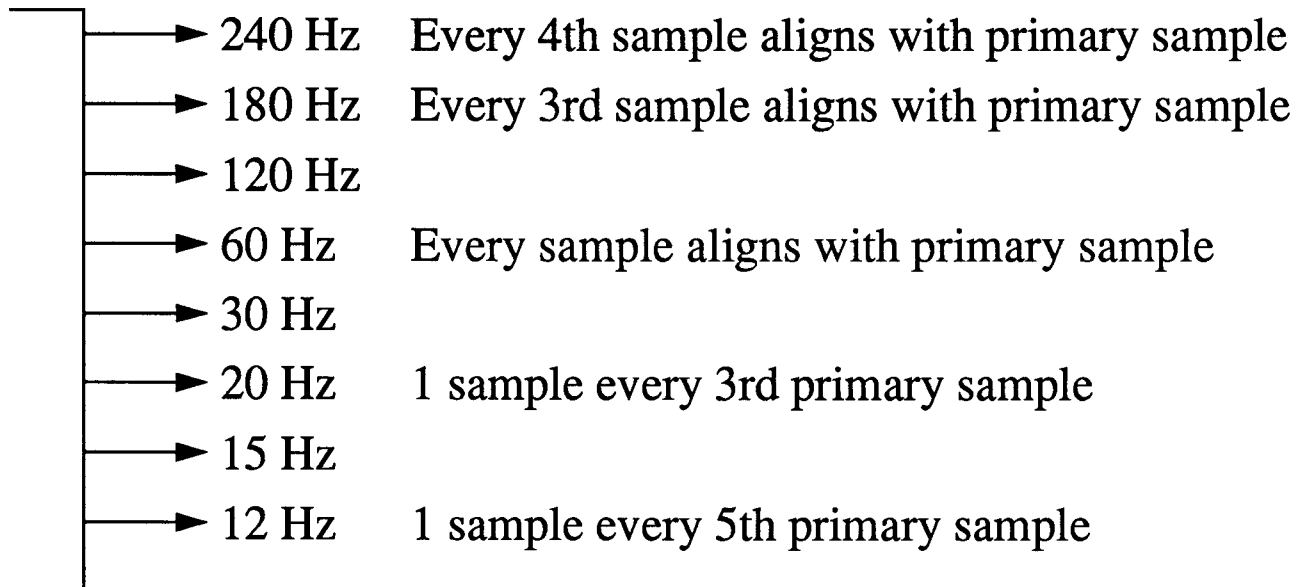 240 Hz Every 4th sample aligns with primary sample
180 Hz Every 3rd sample aligns with primary sample
120 Hz
60 Hz Every sample aligns with primary sample
30 Hz
20 Hz 1 sample every 3rd primary sample
15 Hz
12 Hz 1 sample every 5th primary sample